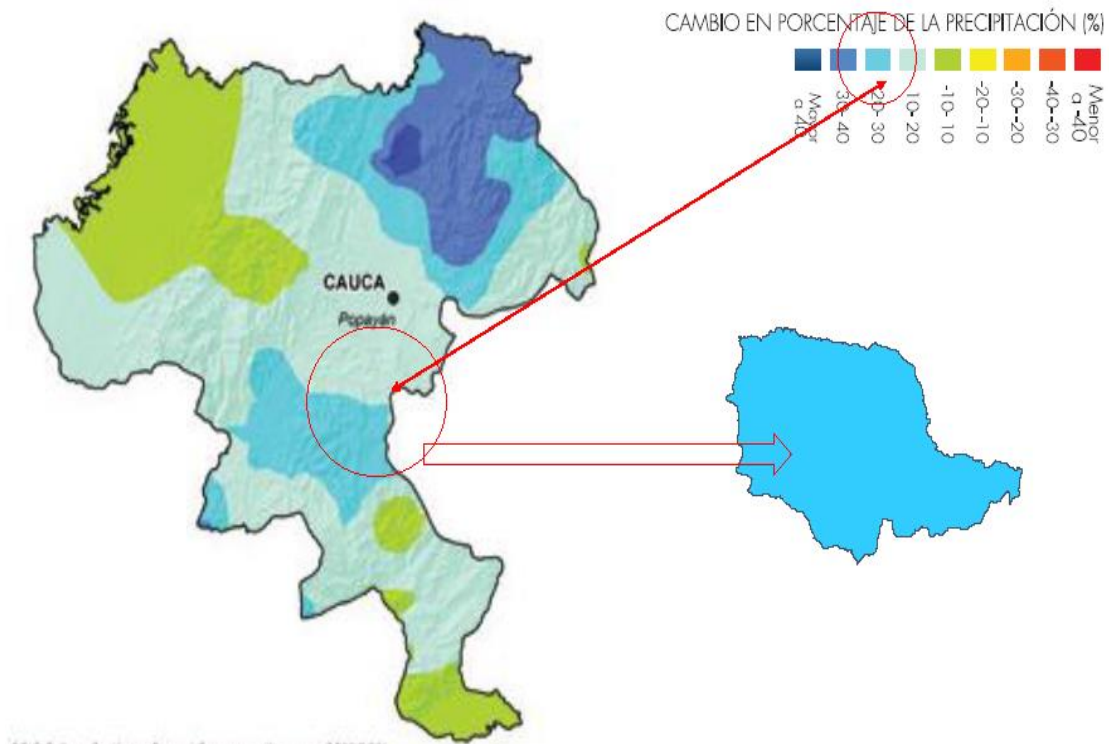 CAMBIO EN PORCENTAJE DE LA PRECIPITACIÓN (%)
Mayor a 40
30- 40
20- 30
10- 20
-10- 10
-20--10
-30--20
-40--30
Menor a -40
CAUCA
Popayán